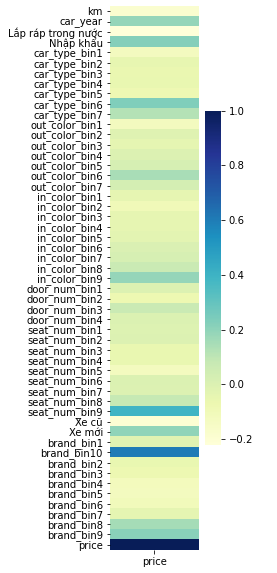 km
car_year
Lắp ráp trong nước
Nhập khẩu
car_type_bin1
car_type_bin2
car_type_bin3
car_type_bin4
car_type_bin5
car_type_bin6
car_type_bin7
out_color_bin1
out_color_bin2
out_color_bin3
out_color_bin4
out_color_bin5
out_color_bin6
out_color_bin7
in_color_bin1
in_color_bin2
in_color_bin3
in_color_bin4
in_color_bin5
in_color_bin6
in_color_bin7
in_color_bin8
in_color_bin9
door_num_bin1
door_num_bin2
door_num_bin3
door_num_bin4
seat_num_bin1
seat_num_bin2
seat_num_bin3
seat_num_bin4
seat_num_bin5
seat_num_bin6
seat_num_bin7
seat_num_bin8
seat_num_bin9
Xe cũ
Xe mới
brand_bin1
brand_bin10
brand_bin2
brand_bin3
brand_bin4
brand_bin5
brand_bin6
brand_bin7
brand_bin8
brand_bin9
price
price
1.0
0.8
0.6
0.4
0.2
0.0
−0.2